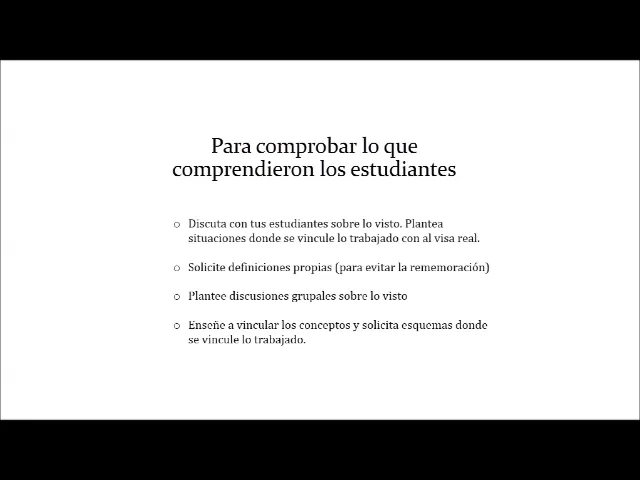 Para comprobar lo que
comprendieron los estudiantes
○ Discuta con tus estudiantes sobre lo visto. Plantea
situaciones donde se vincule lo trabajado con al visa real.
○ Solicite definiciones propias (para evitar la rememoración)
○ Plantee discusiones grupales sobre lo visto
○ Enseñe a vincular los conceptos y solicita esquemas donde
se vincule lo trabajado.